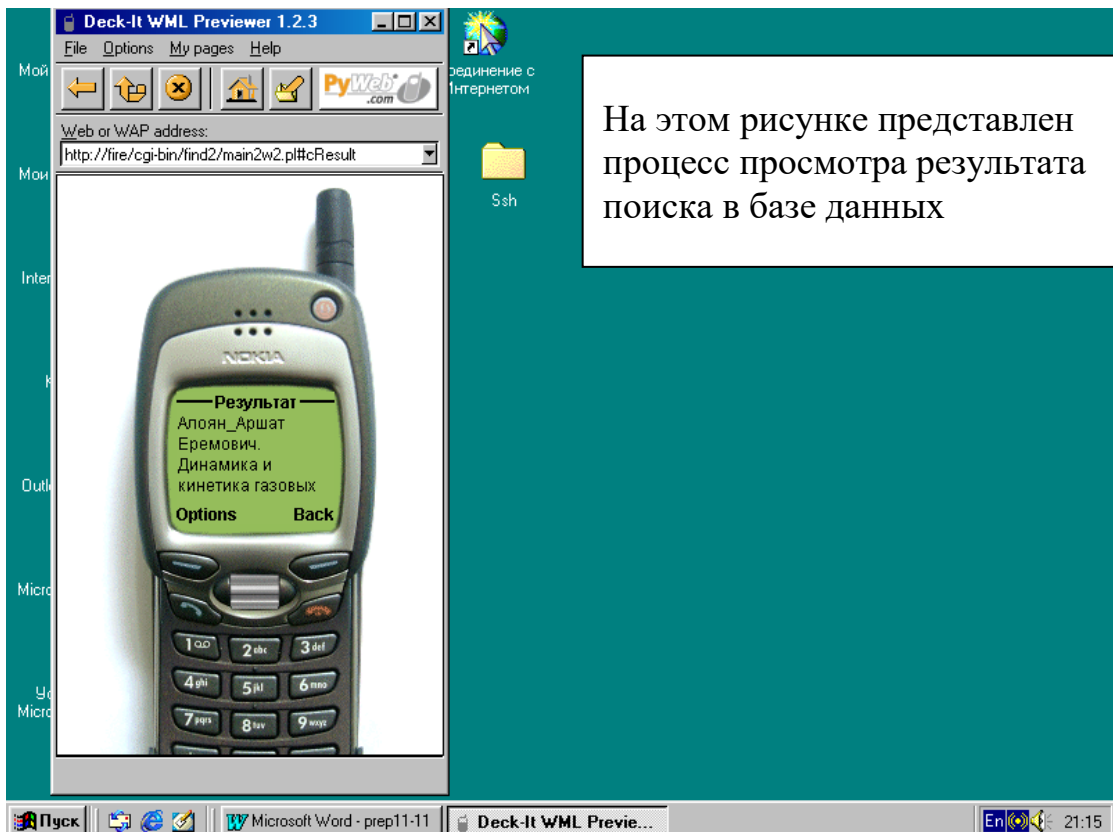 Deck-It WML Previewer 1.2.3
File Options My pages Help
PyWeb.com
Web or WAP address:
http://fire/cgi-bin/find2/main2w2.pl#cResult
NOKIA
Результат
Алоян_Аршат
Еремович.
Динамика и
кинетика газовых
Options Back
1
2 abc
3 def
4 ghi
5 jkl
6 mno
7 pqrs
8 tuv
9 wxyz
Мой
Мои
Inter
Outl
Micro
Micro
оединение с
Интернетом
Ssh
На этом рисунке представлен
процесс просмотра результата
поиска в базе данных
Пуск
Microsoft Word - prep11-11
Deck-It WML Previe...
En
21:15